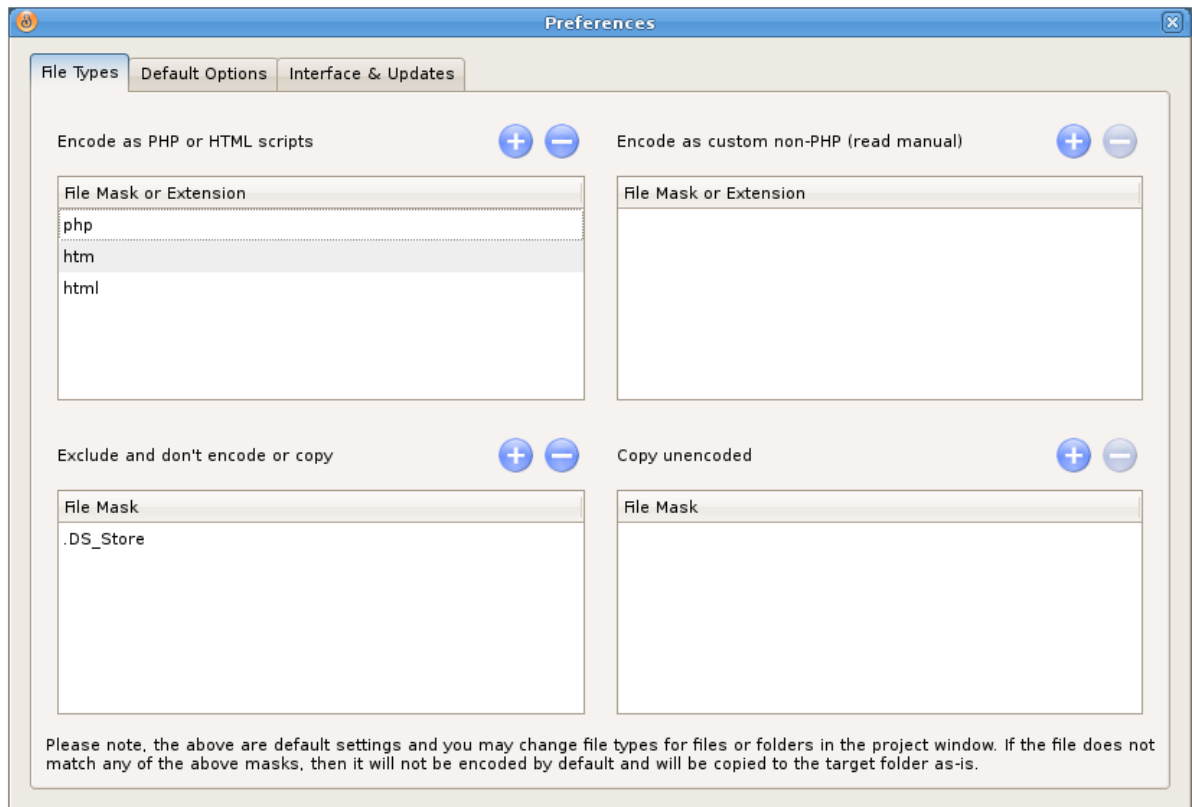 Preferences
File Types
Default Options
Interface & Updates
Encode as PHP or HTML scripts
File Mask or Extension
php
htm
html
Encode as custom non-PHP (read manual)
File Mask or Extension
Exclude and don't encode or copy
File Mask
.DS_Store
Copy unencoded
File Mask
Please note, the above are default settings and you may change file types for files or folders in the project window. If the file does not
match any of the above masks, then it will not be encoded by default and will be copied to the target folder as-is.